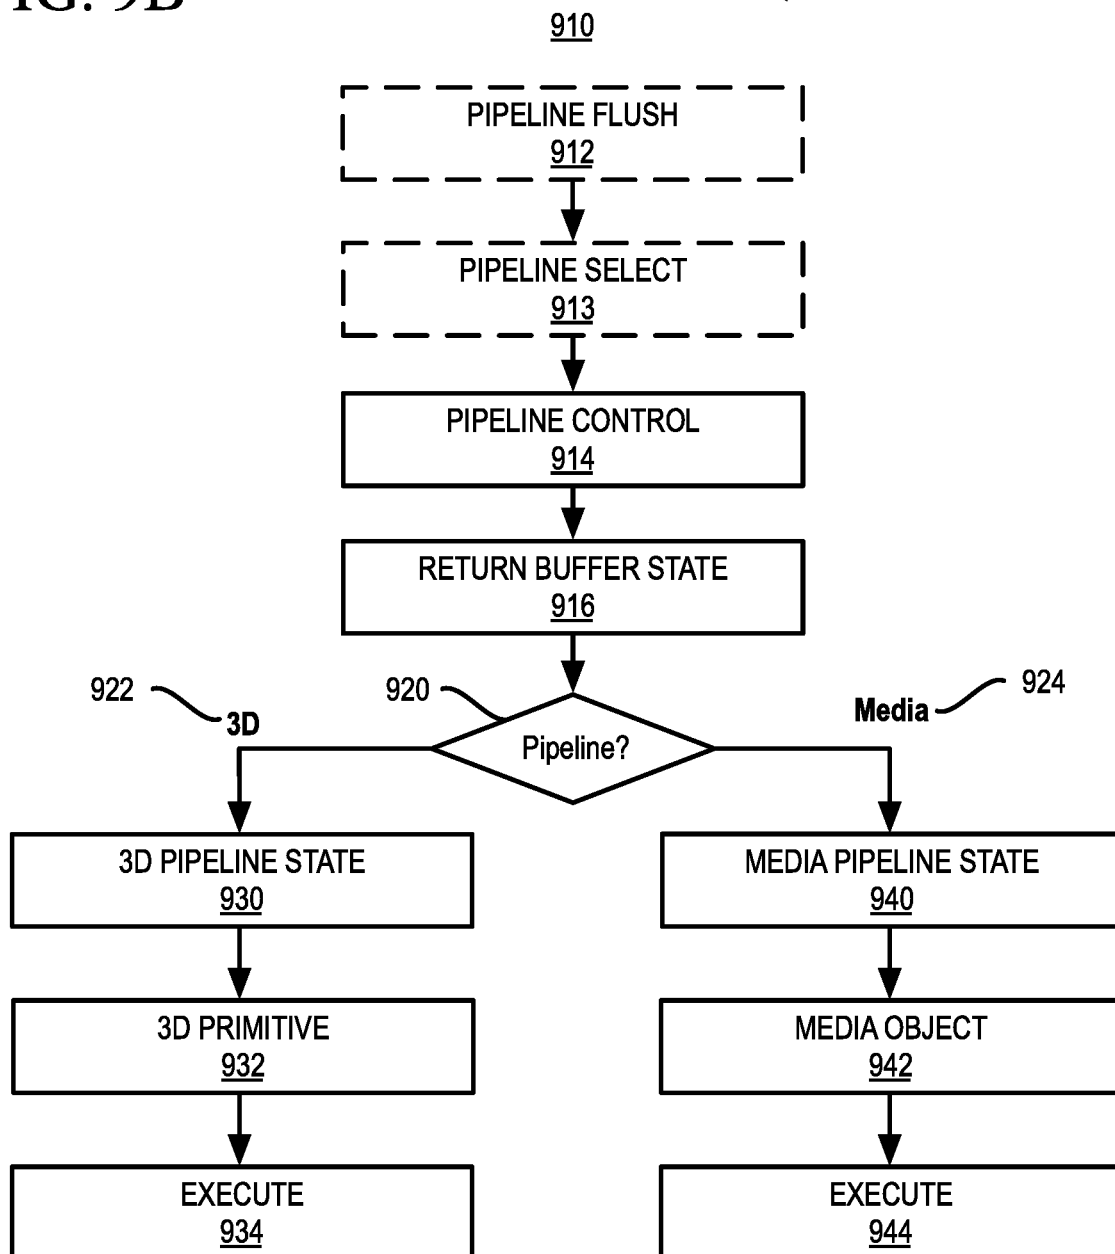 IG. 9B
910
PIPELINE FLUSH
912
PIPELINE SELECT
913
PIPELINE CONTROL
914
RETURN BUFFER STATE
916
922
920
924
3D
Media
Pipeline?
3D PIPELINE STATE
930
MEDIA PIPELINE STATE
940
3D PRIMITIVE
932
MEDIA OBJECT
942
EXECUTE
934
EXECUTE
944